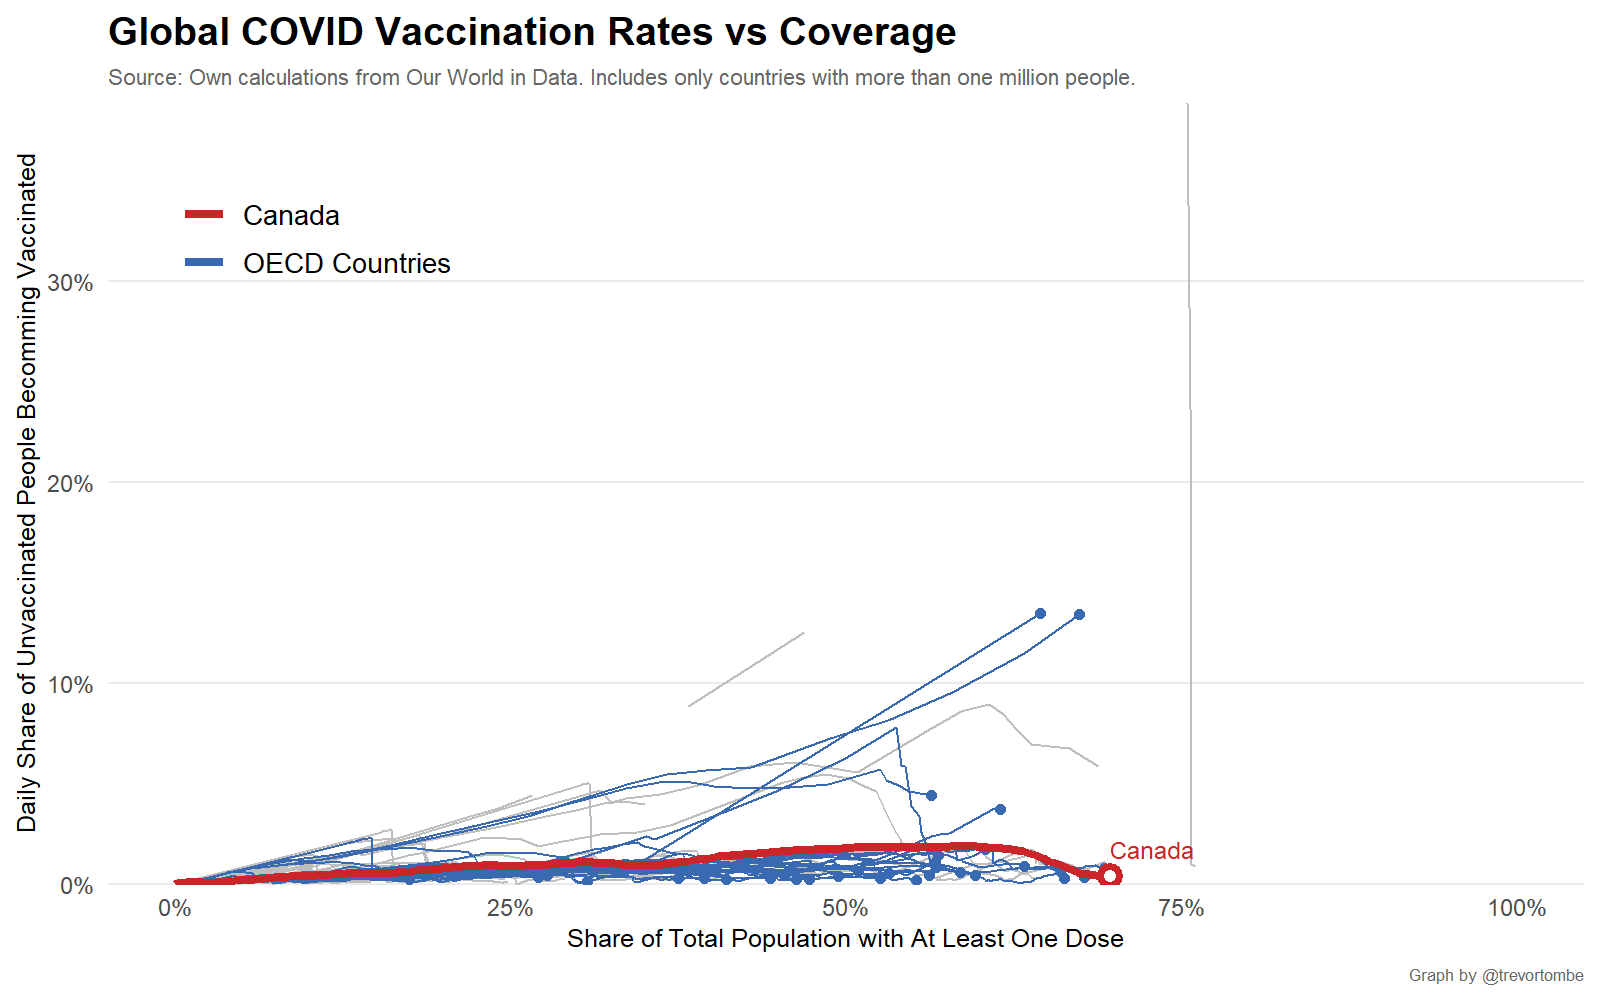 Global COVID Vaccination Rates vs Coverage
Source: Own calculations from Our World in Data. Includes only countries with more than one million people.
Daily Share of Unvaccinated People Becomming Vaccinated
Canada
OECD Countries
30%
20%
10%
0%
Canada
0%
25%
50%
75%
100%
Share of Total Population with At Least One Dose
Graph by @trevortombe